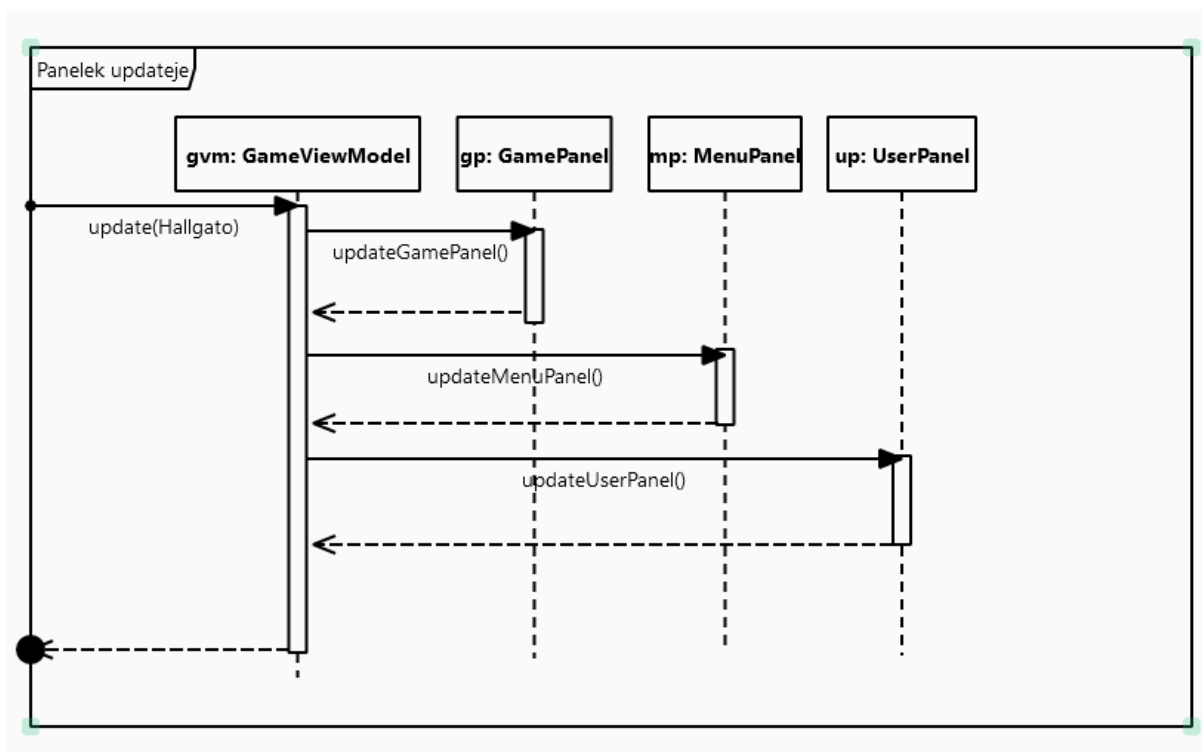 Panelek updateje
gvm: GameViewModel
gp: GamePanel
mp: MenuPanel
up: UserPanel
update(Hallgato)
updateGamePanel()
updateMenuPanel()
updateUserPanel()